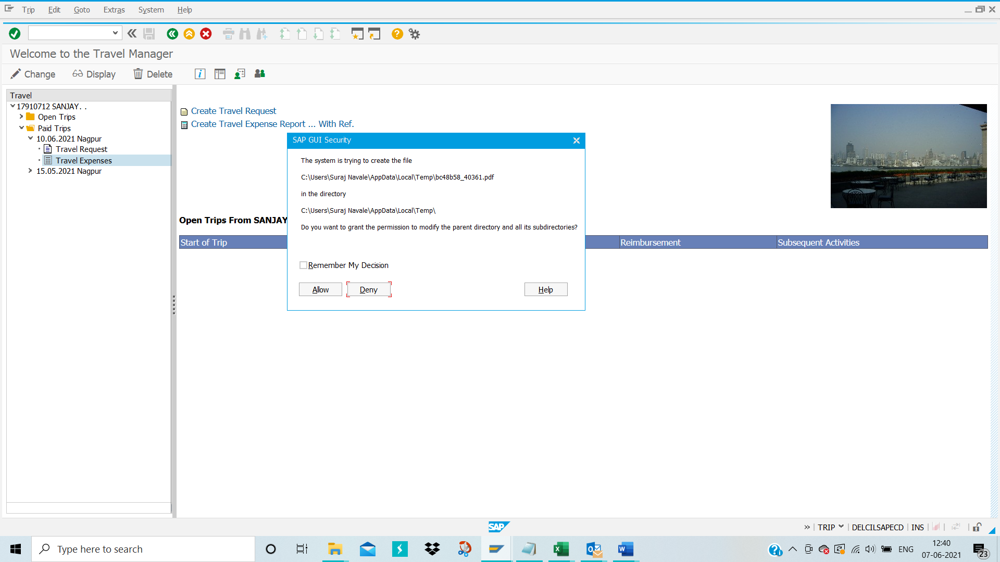 Trip Edit Goto Extras System Help
Welcome to the Travel Manager
Change Display Delete
Travel
17910712 SANJAY. .
Open Trips
Paid Trips
10.06.2021 Nagpur
Travel Request
Travel Expenses
15.05.2021 Nagpur
Create Travel Request
Create Travel Expense Report ... With Ref.
Open Trips From SANJAY
Start of Trip Reimbursement Subsequent Activities
SAP GUI Security
The system is trying to create the file
C:\Users\Suraj Navale\AppData\Local\Temp\bc48b58_40361.pdf
in the directory
C:\Users\Suraj Navale\AppData\Local\Temp\
Do you want to grant the permission to modify the parent directory and all its subdirectories?
Remember My Decision
Allow Deny Help
SAP
TRIP DELCILSAPECD INS
Type here to search
ENG
12:40
07-06-2021
23